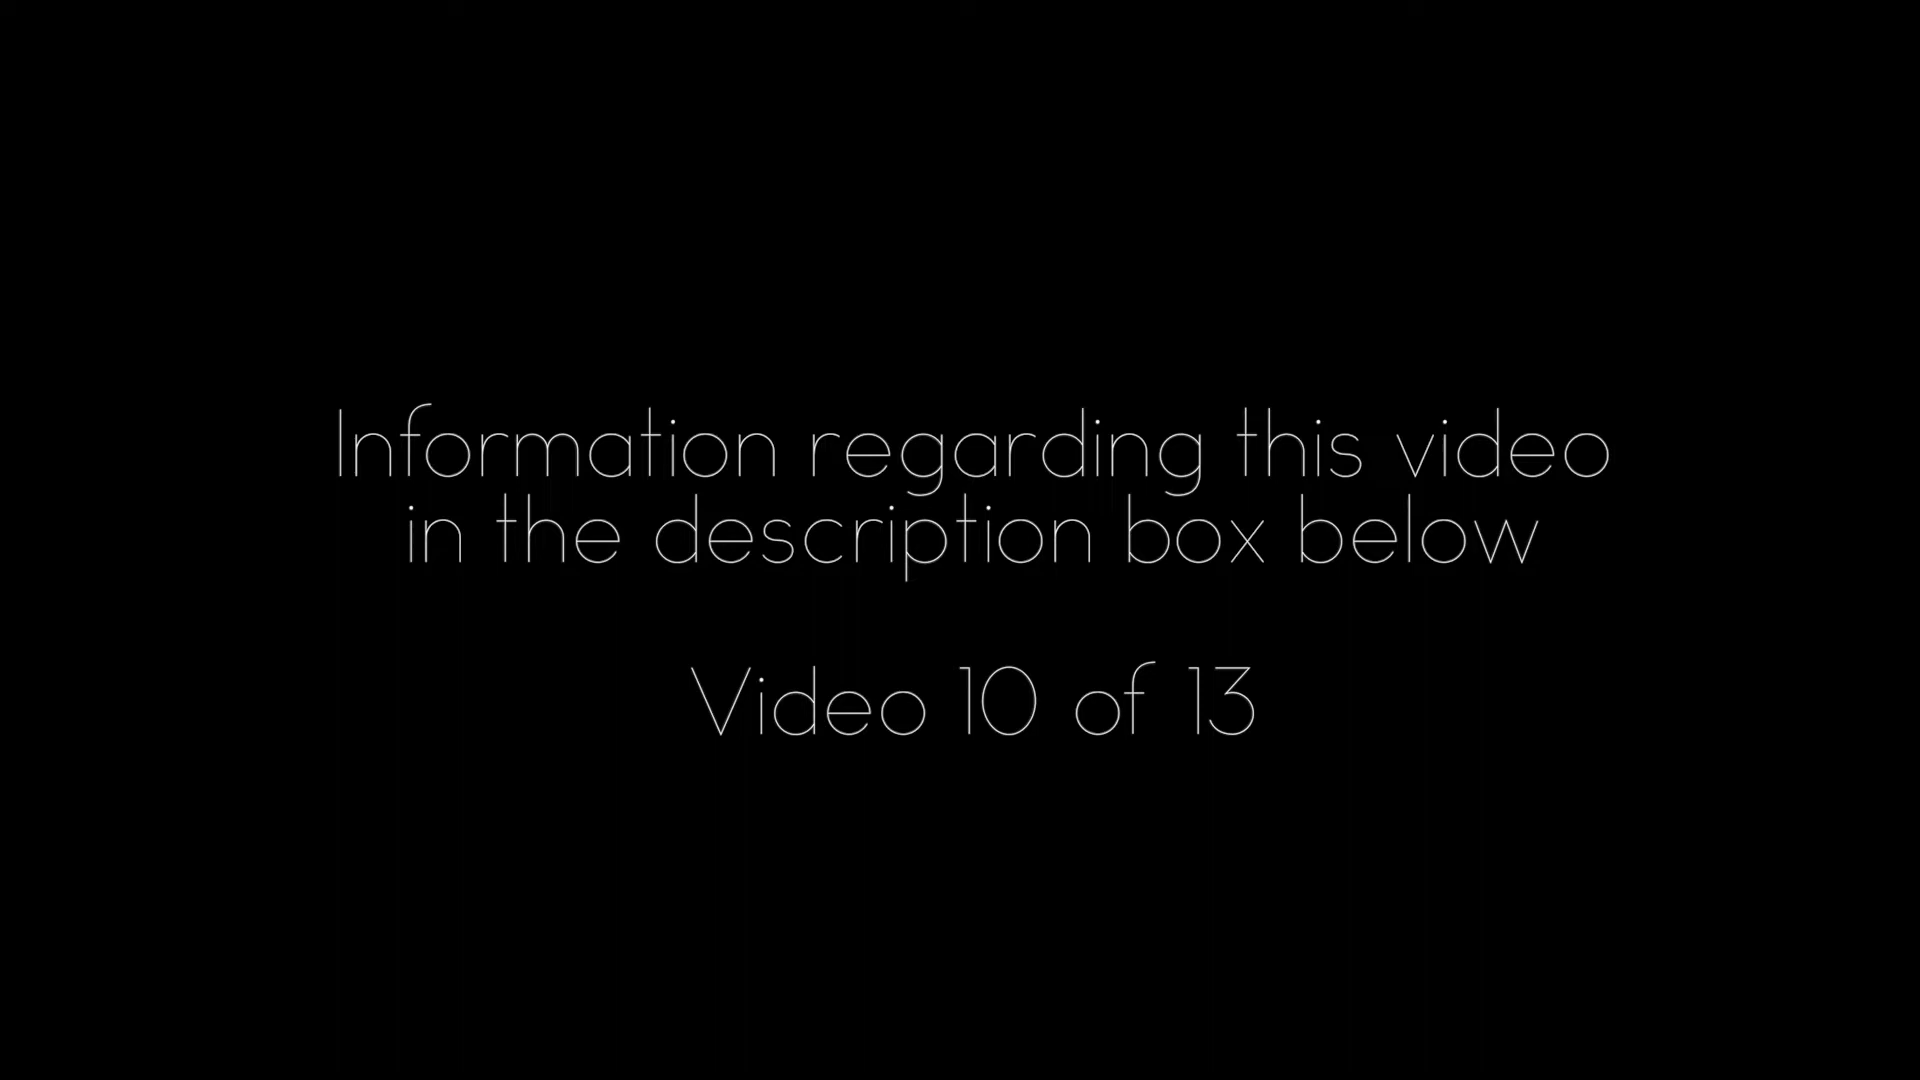 Information regarding this video
in the description box below
Video 10 of 13